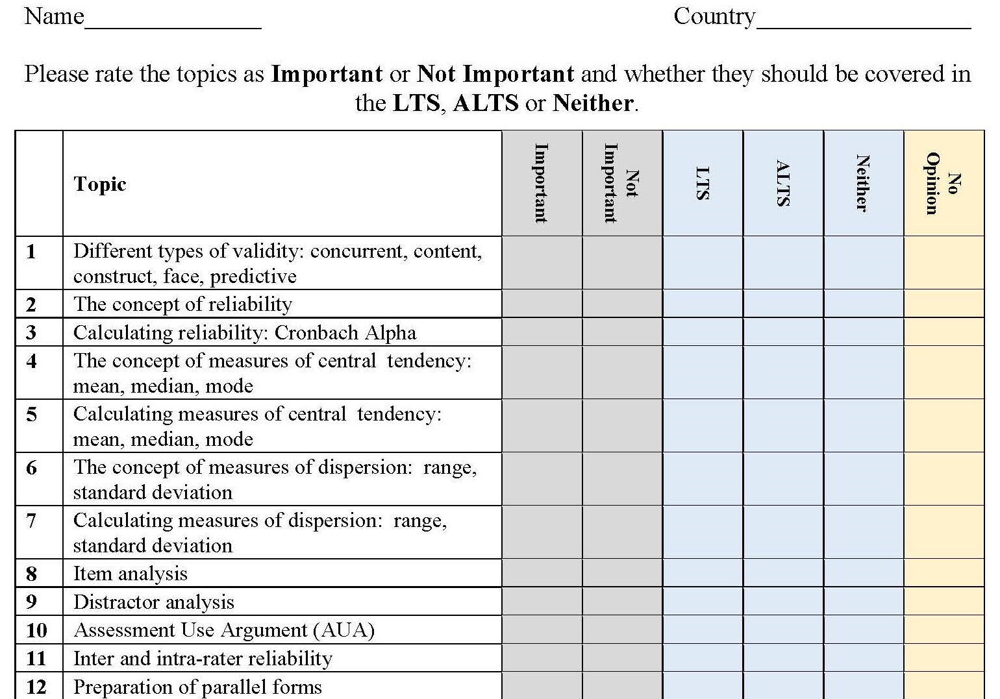 Name_______________ Country__________________
Please rate the topics as Important or Not Important and whether they should be covered in
the LTS, ALTS or Neither.
Topic Important Not Important LTS ALTS Neither No Opinion
1 Different types of validity: concurrent, content,
construct, face, predictive
2 The concept of reliability
3 Calculating reliability: Cronbach Alpha
4 The concept of measures of central tendency:
mean, median, mode
5 Calculating measures of central tendency:
mean, median, mode
6 The concept of measures of dispersion: range,
standard deviation
7 Calculating measures of dispersion: range,
standard deviation
8 Item analysis
9 Distractor analysis
10 Assessment Use Argument (AUA)
11 Inter and intra-rater reliability
12 Preparation of parallel forms